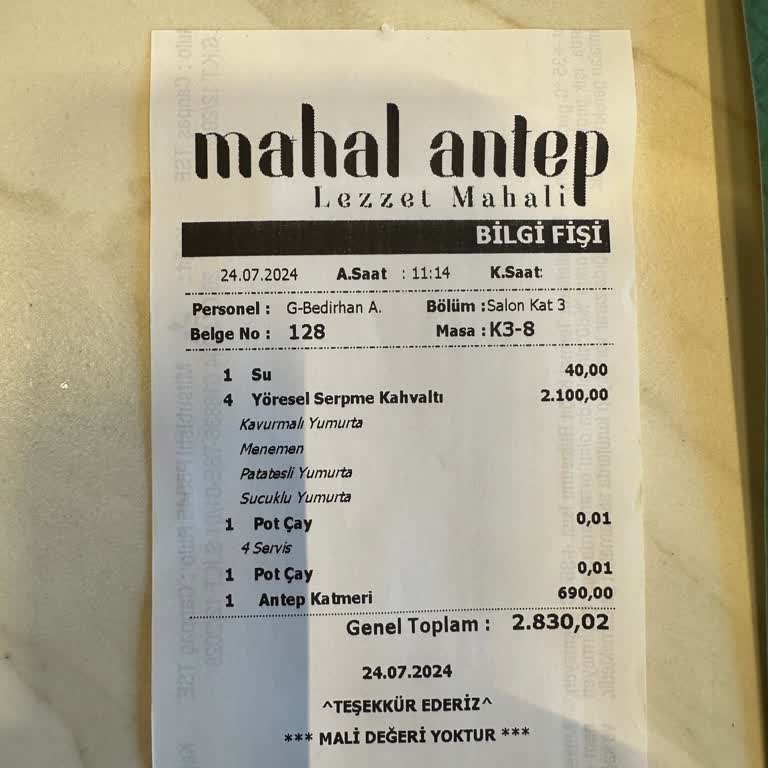 mahal antep
Lezzet Mahali
BİLGİ FİŞİ
24.07.2024 A.Saat : 11:14 K.Saat:
Personel : G-Bedirhan A. Bölüm :Salon Kat 3
Belge No : 128 Masa : K3-8
1 Su 40,00
4 Yöresel Serpme Kahvaltı 2.100,00
Kavurmalı Yumurta
Menemen
Patatesli Yumurta
Sucuklu Yumurta
1 Pot Çay 0,01
4 Servis
1 Pot Çay 0,01
1 Antep Katmeri 690,00
Genel Toplam : 2.830,02
24.07.2024
^TEŞEKKÜR EDERİZ^
*** MALİ DEĞERİ YOKTUR ***